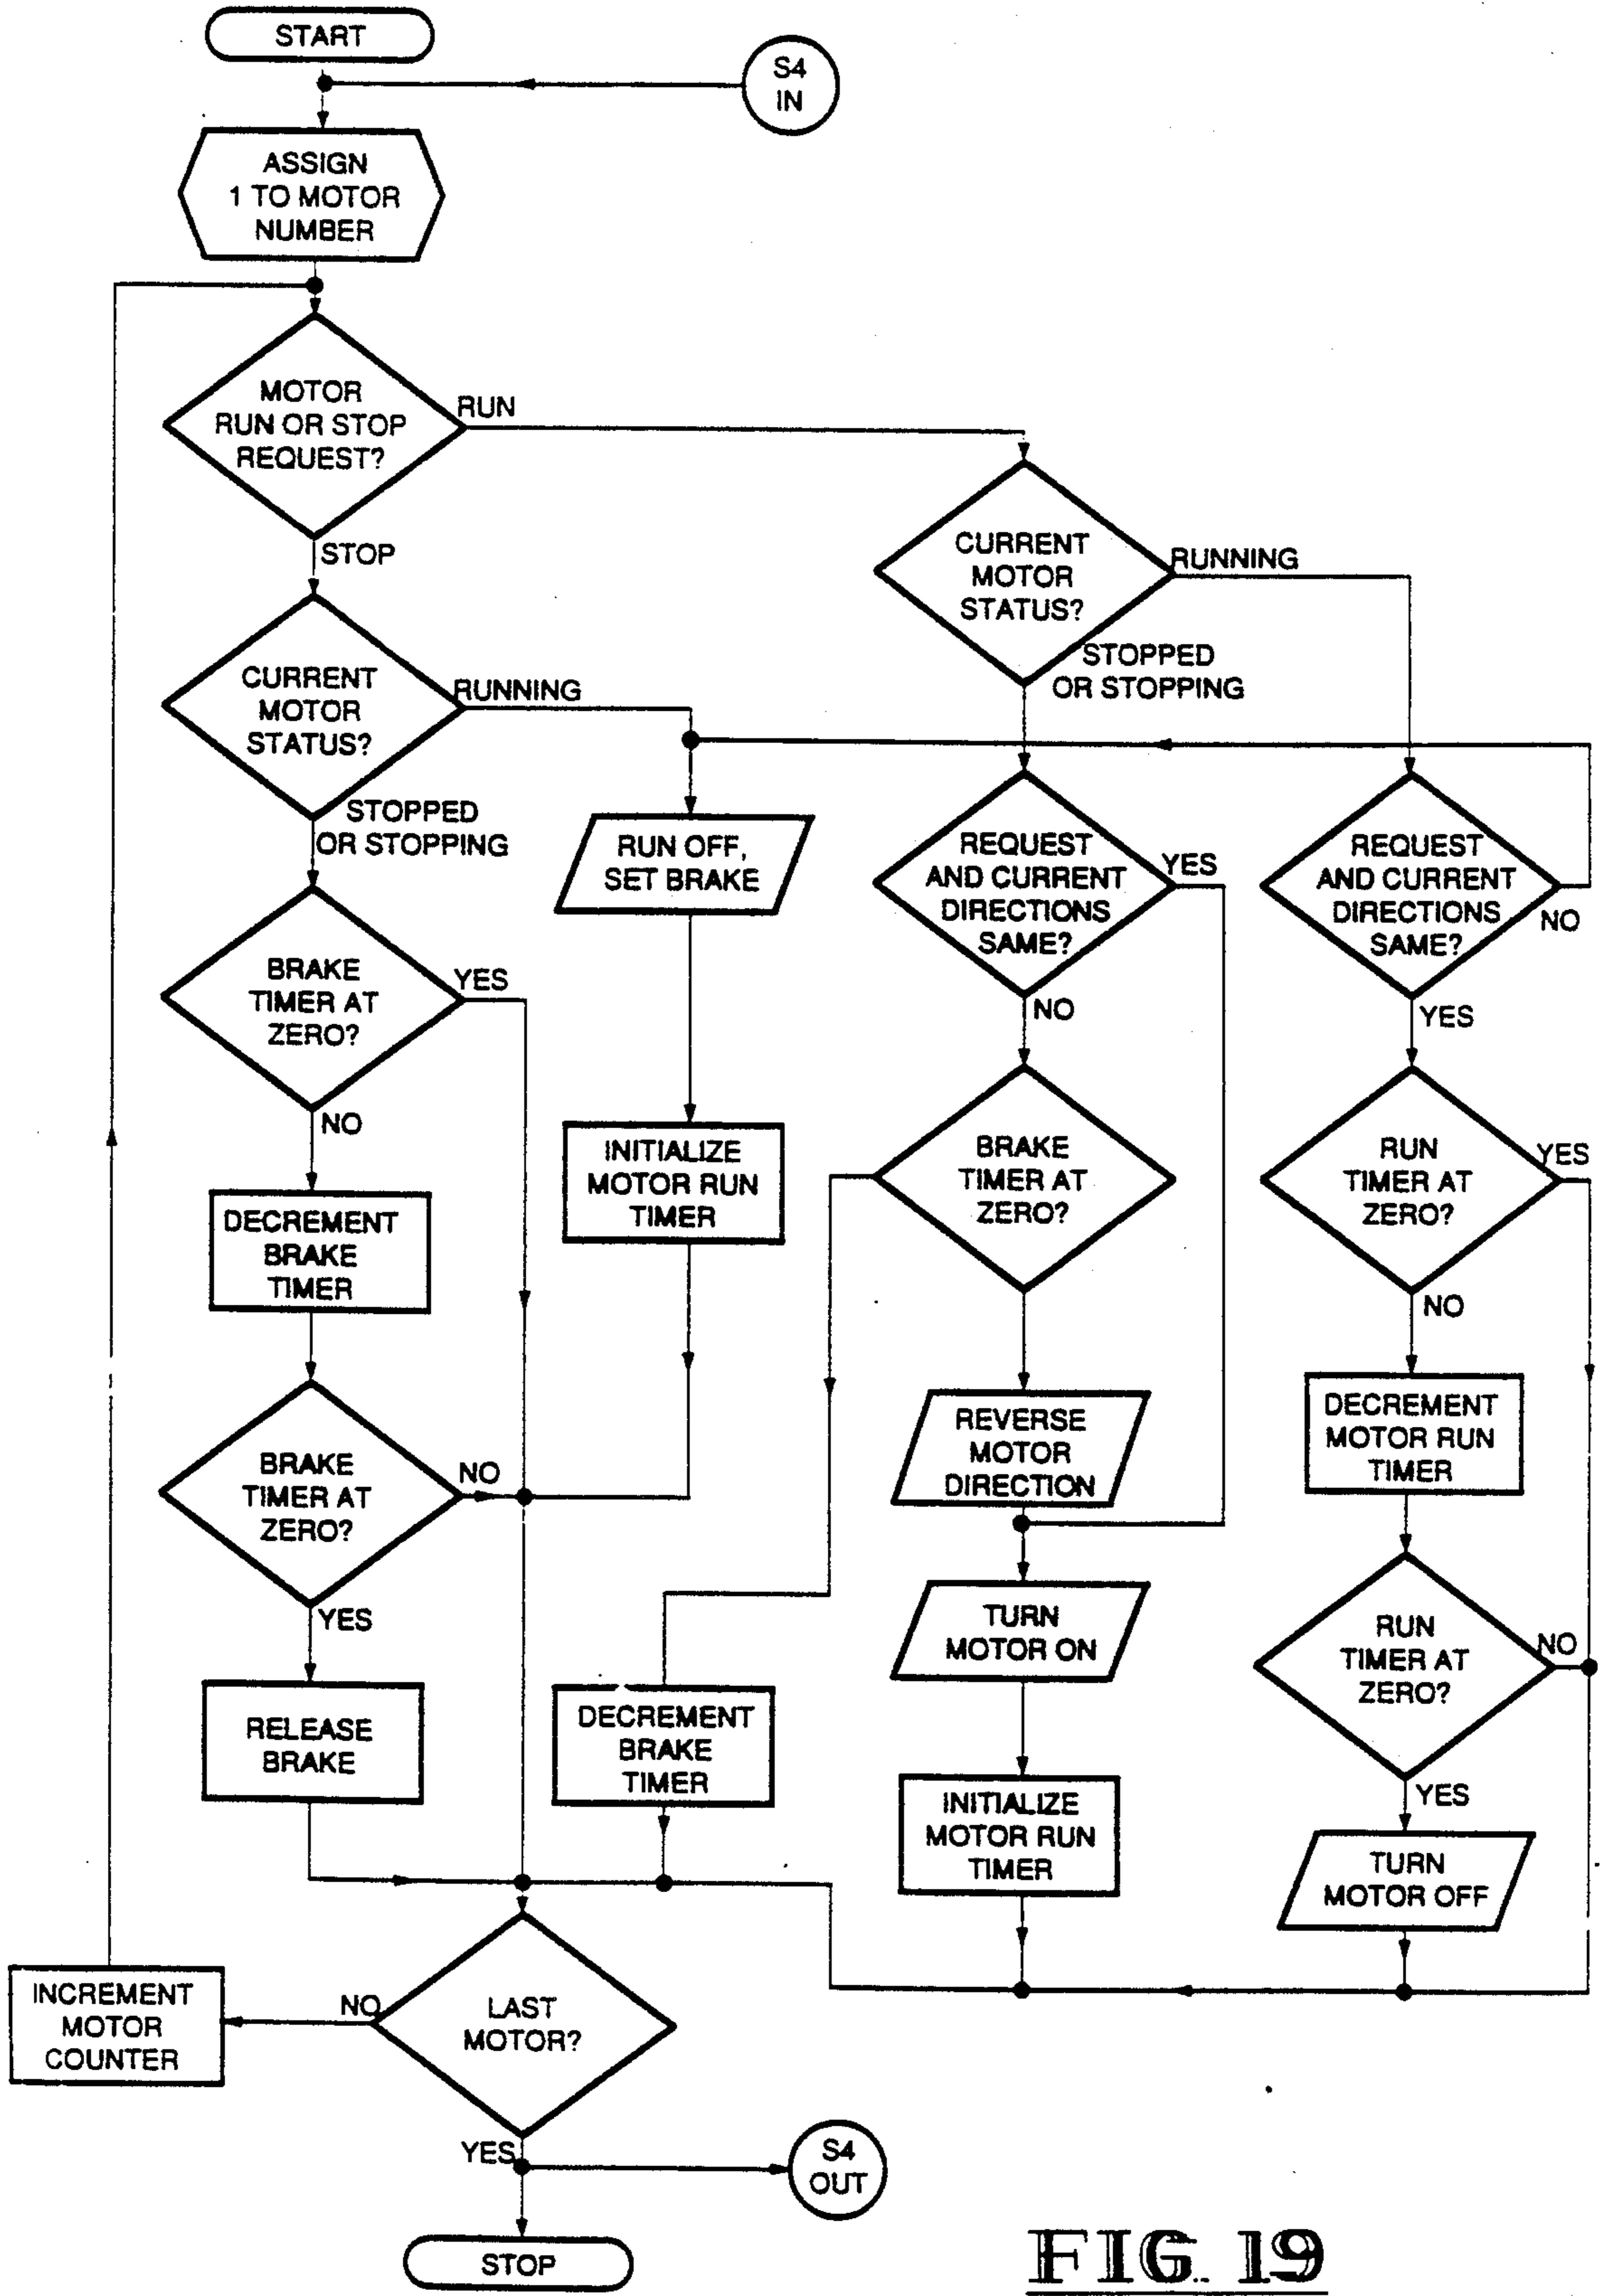 START
S4
IN
ASSIGN
1 TO MOTOR
NUMBER
MOTOR
RUN OR STOP
REQUEST?
RUN
STOP
CURRENT
MOTOR
STATUS?
RUNNING
STOPPED
OR STOPPING
CURRENT
MOTOR
STATUS?
RUNNING
STOPPED
OR STOPPING
RUN OFF,
SET BRAKE
REQUEST
AND CURRENT
DIRECTIONS
SAME?
YES
NO
REQUEST
AND CURRENT
DIRECTIONS
SAME?
NO
YES
BRAKE
TIMER AT
ZERO?
YES
NO
INITIALIZE
MOTOR RUN
TIMER
BRAKE
TIMER AT
ZERO?
RUN
TIMER AT
ZERO?
YES
NO
DECREMENT
BRAKE
TIMER
REVERSE
MOTOR
DIRECTION
DECREMENT
MOTOR RUN
TIMER
BRAKE
TIMER AT
ZERO?
NO
YES
TURN
MOTOR ON
RUN
TIMER AT
ZERO?
NO
YES
RELEASE
BRAKE
DECREMENT
BRAKE
TIMER
INITIALIZE
MOTOR RUN
TIMER
TURN
MOTOR OFF
INCREMENT
MOTOR
COUNTER
NO
LAST
MOTOR?
YES
S4
OUT
STOP
FIG. 19